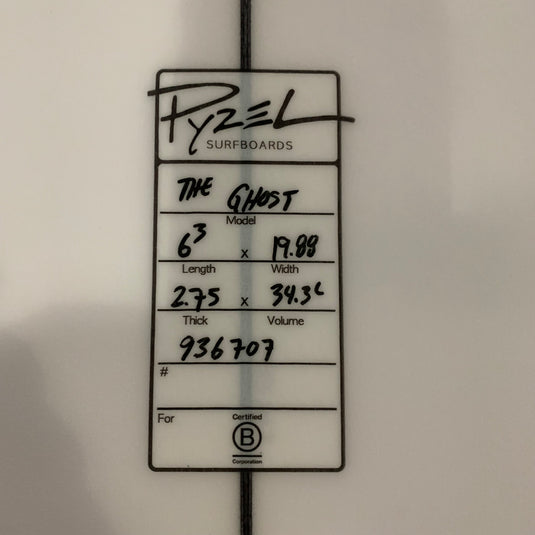 PYZEL
SURFBOARDS
THE GHOST
Model
6³ x 19.88
Length Width
2.75 x 34.3L
Thick Volume
936707
#
For
Certified
B
Corporation